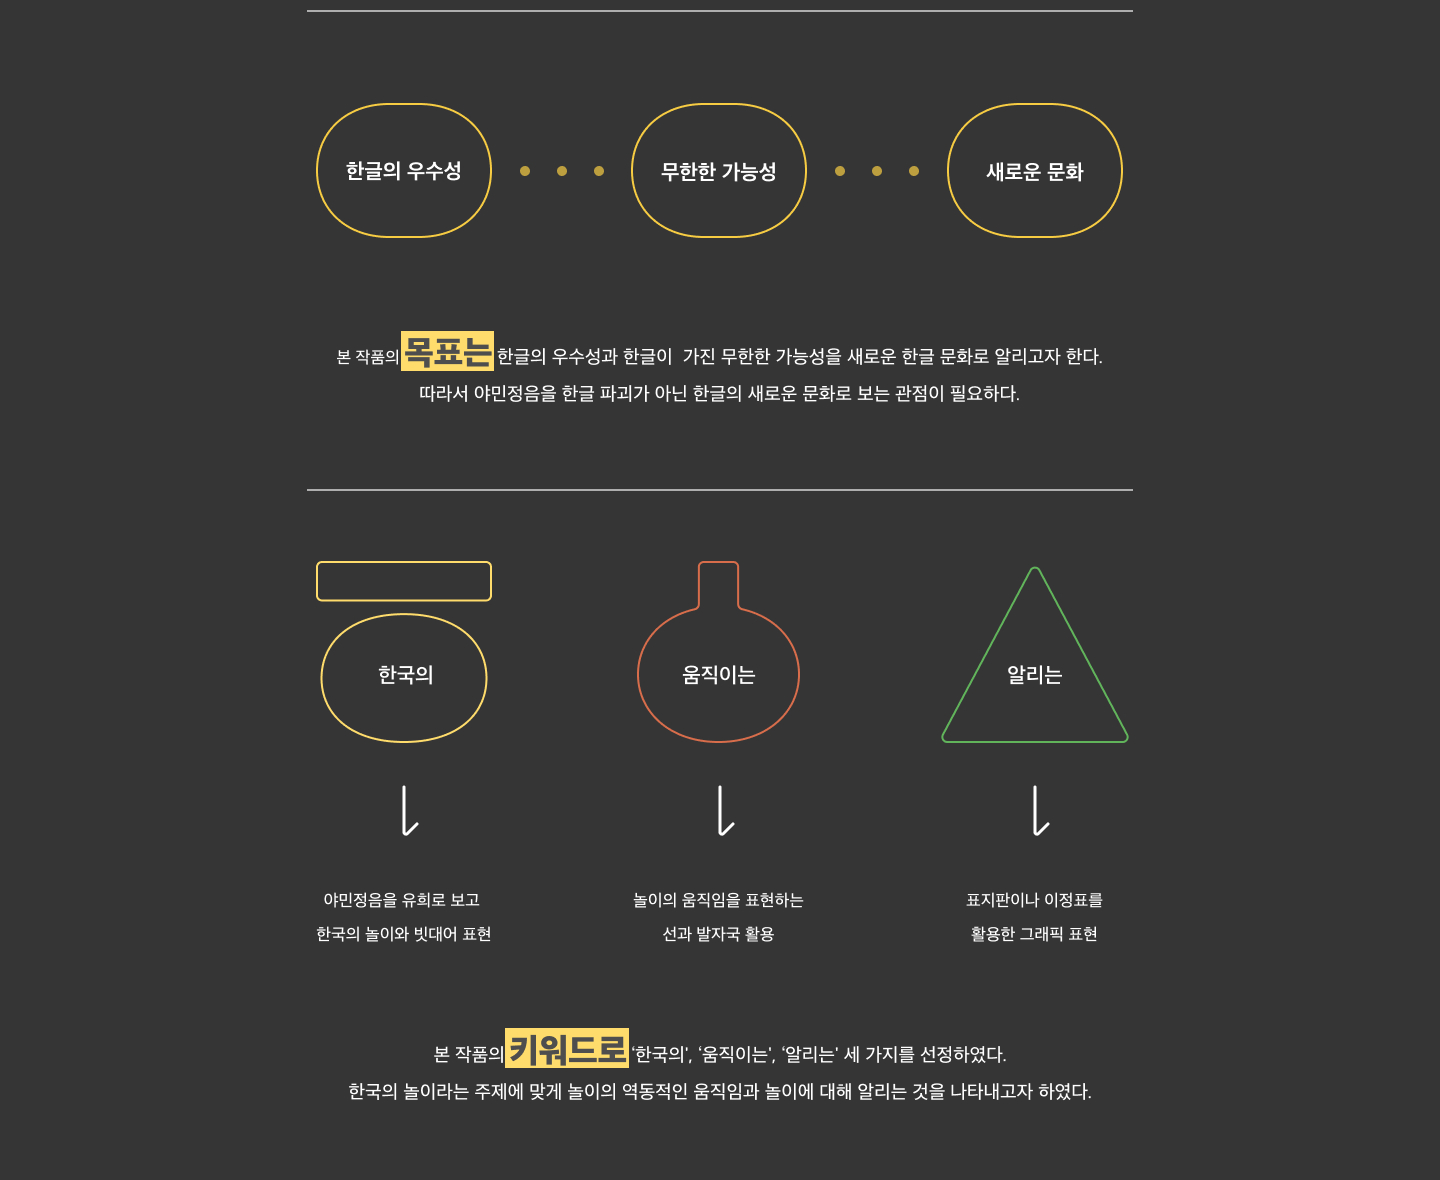 한글의 우수성
무한한 가능성
새로운 문화
본 작품의 목표는 한글의 우수성과 한글이 가진 무한한 가능성을 새로운 한글 문화로 알리고자 한다.
따라서 야민정음을 한글 파괴가 아닌 한글의 새로운 문화로 보는 관점이 필요하다.
한국의
움직이는
알리는
야민정음을 유희로 보고
한국의 놀이와 빗대어 표현
놀이의 움직임을 표현하는
선과 발자국 활용
표지판이나 이정표를
활용한 그래픽 표현
본 작품의 키워드로 ‘한국의', ‘움직이는', ‘알리는' 세 가지를 선정하였다.
한국의 놀이라는 주제에 맞게 놀이의 역동적인 움직임과 놀이에 대해 알리는 것을 나타내고자 하였다.